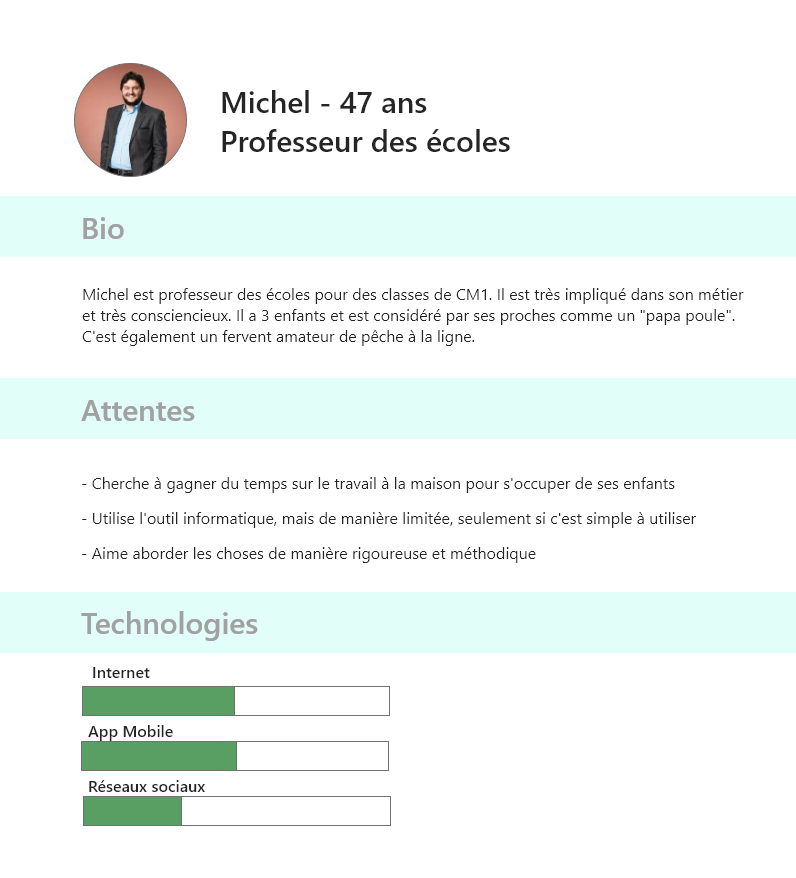 Michel - 47 ans
Professeur des écoles
Bio
Michel est professeur des écoles pour des classes de CM1. Il est très impliqué dans son métier
et très consciencieux. Il a 3 enfants et est considéré par ses proches comme un "papa poule".
C'est également un fervent amateur de pêche à la ligne.
Attentes
- Cherche à gagner du temps sur le travail à la maison pour s'occuper de ses enfants
- Utilise l'outil informatique, mais de manière limitée, seulement si c'est simple à utiliser
- Aime aborder les choses de manière rigoureuse et méthodique
Technologies
Internet
App Mobile
Réseaux sociaux